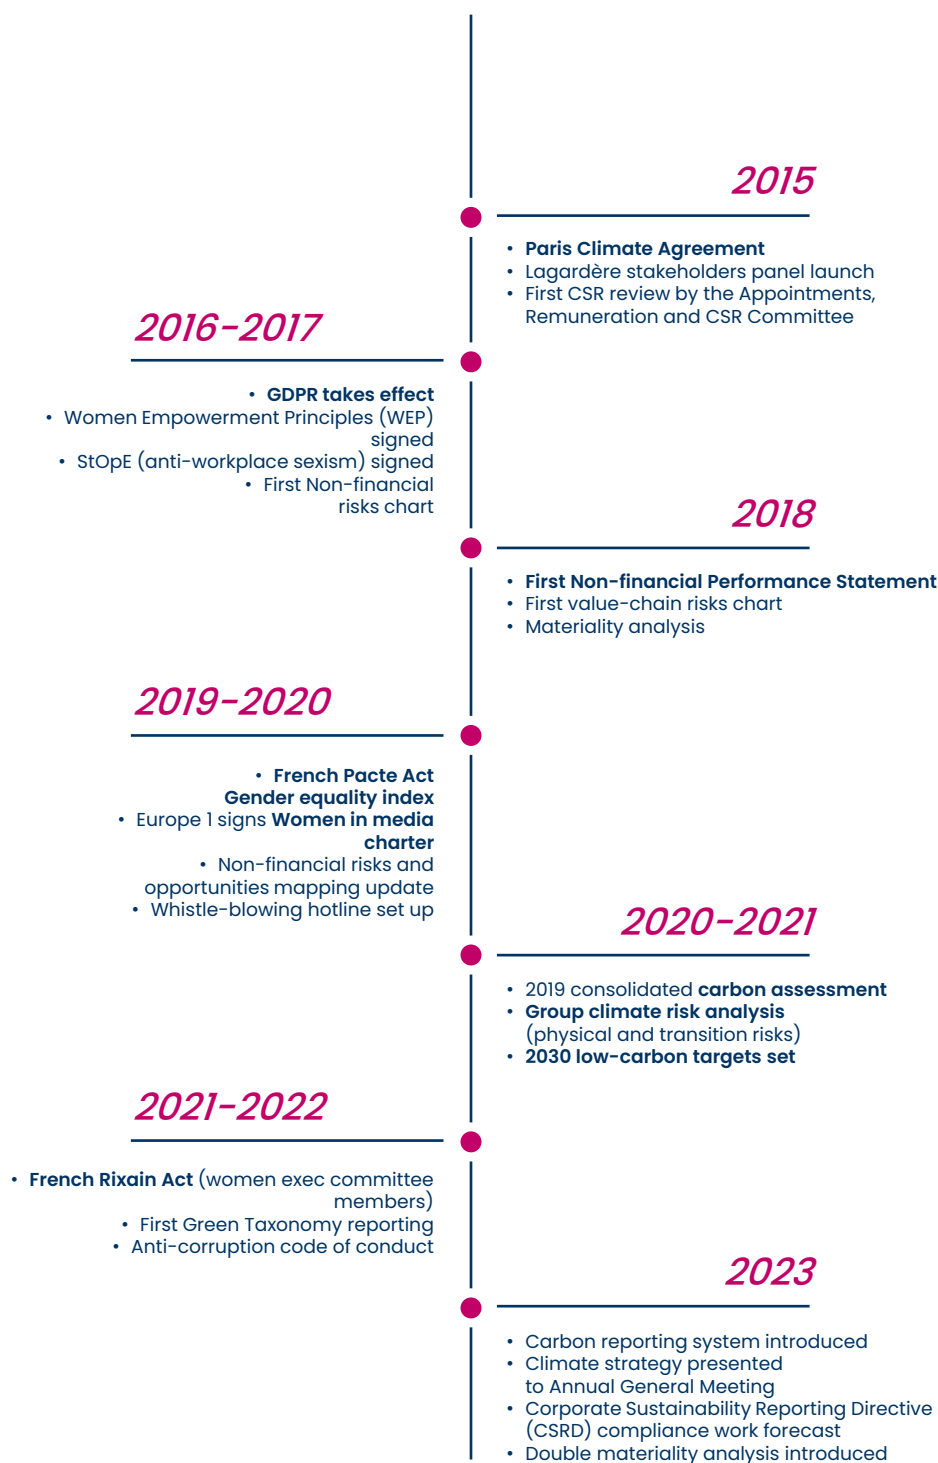 2015
• Paris Climate Agreement
• Lagardère stakeholders panel launch
• First CSR review by the Appointments,
Remuneration and CSR Committee
2016-2017
• GDPR takes effect
• Women Empowerment Principles (WEP)
signed
• StOpE (anti-workplace sexism) signed
• First Non-financial
risks chart
2018
• First Non-financial Performance Statement
• First value-chain risks chart
• Materiality analysis
2019-2020
• French Pacte Act
Gender equality index
• Europe 1 signs Women in media
charter
• Non-financial risks and
opportunities mapping update
• Whistle-blowing hotline set up
2020-2021
• 2019 consolidated carbon assessment
• Group climate risk analysis
(physical and transition risks)
• 2030 low-carbon targets set
2021-2022
• French Rixain Act (women exec committee
members)
• First Green Taxonomy reporting
• Anti-corruption code of conduct
2023
• Carbon reporting system introduced
• Climate strategy presented
to Annual General Meeting
• Corporate Sustainability Reporting Directive
(CSRD) compliance work forecast
• Double materiality analysis introduced